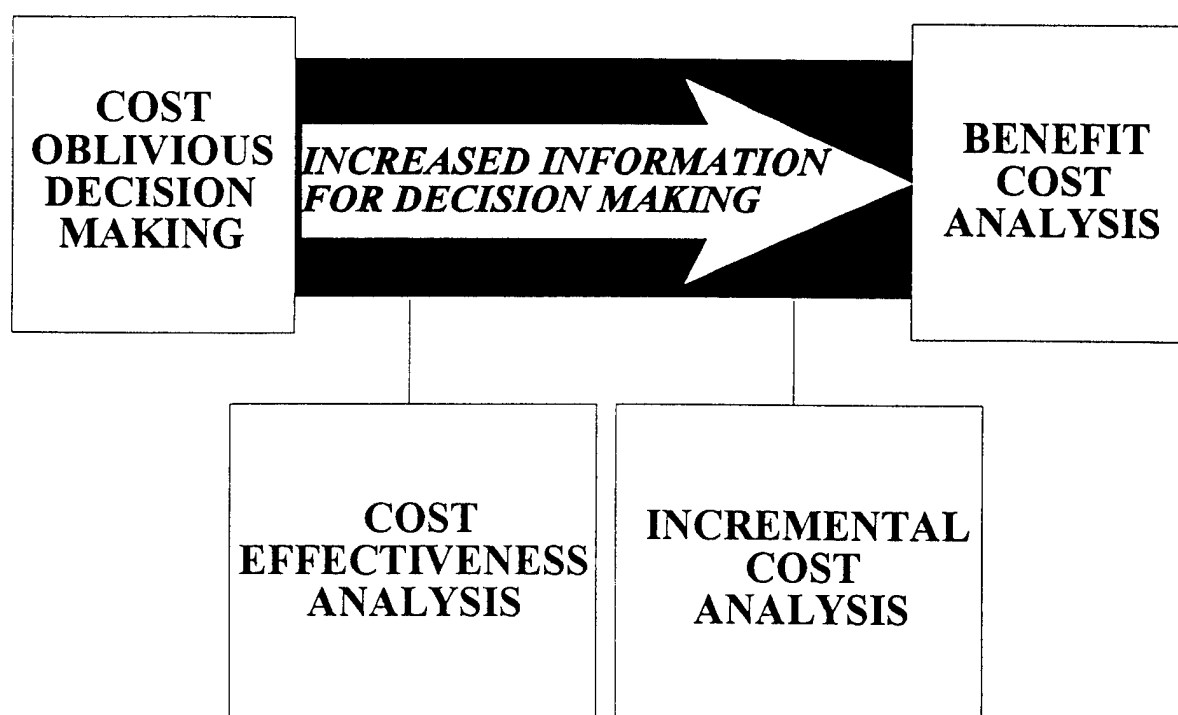 COST
OBLIVIOUS
DECISION
MAKING
INCREASED INFORMATION
FOR DECISION MAKING
BENEFIT
COST
ANALYSIS
COST
EFFECTIVENESS
ANALYSIS
INCREMENTAL
COST
ANALYSIS